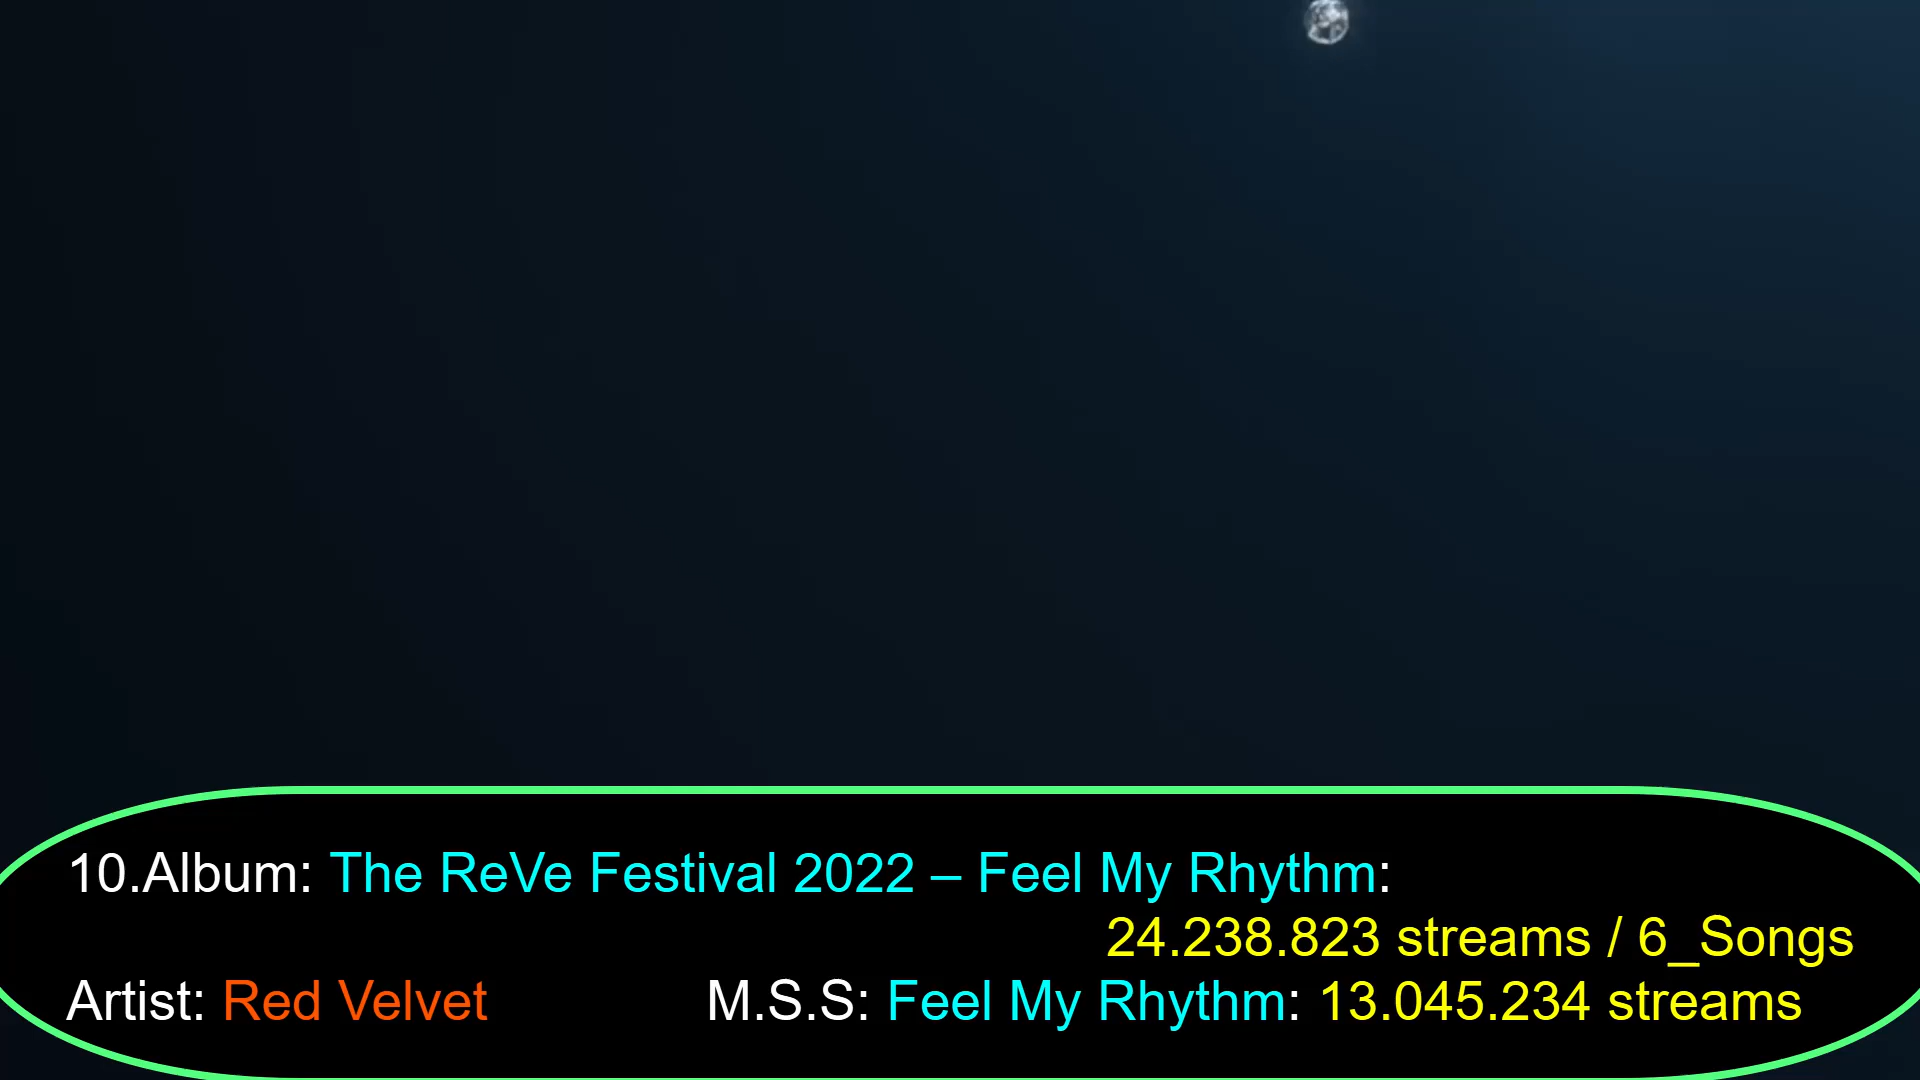 10.Album: The ReVe Festival 2022 – Feel My Rhythm:
24.238.823 streams / 6_Songs
Artist: Red Velvet M.S.S: Feel My Rhythm: 13.045.234 streams